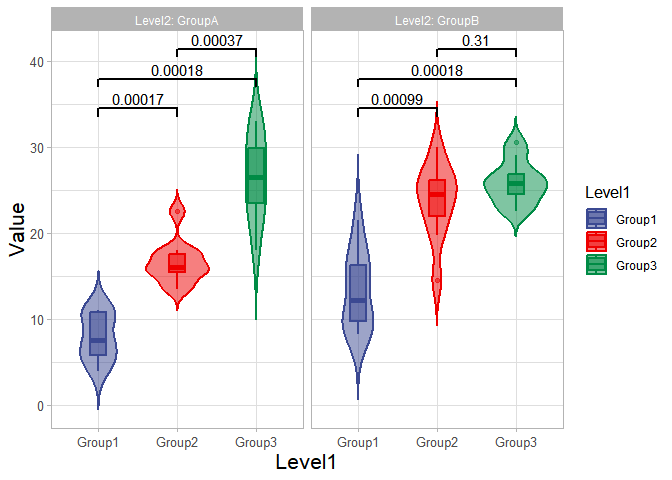 Level2: GroupA
Level2: GroupB
0.00037
0.31
0.00018
0.00018
0.00017
0.00099
40
30
20
10
0
Value
Level1
Group1
Group2
Group3
Group1 Group2 Group3
Group1 Group2 Group3
Level1